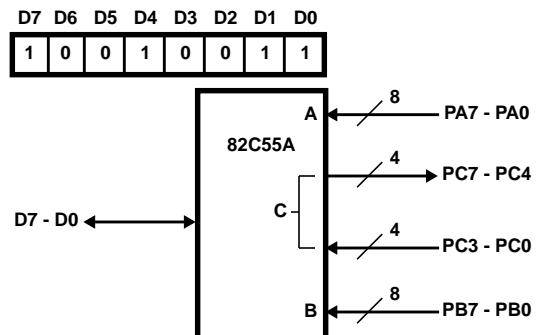 D7 D6 D5 D4 D3 D2 D1 D0
1 0 0 1 0 0 1 1
8
A PA7 - PA0
82C55A
4
PC7 - PC4
C
D7 - D0
4
PC3 - PC0
8
B PB7 - PB0